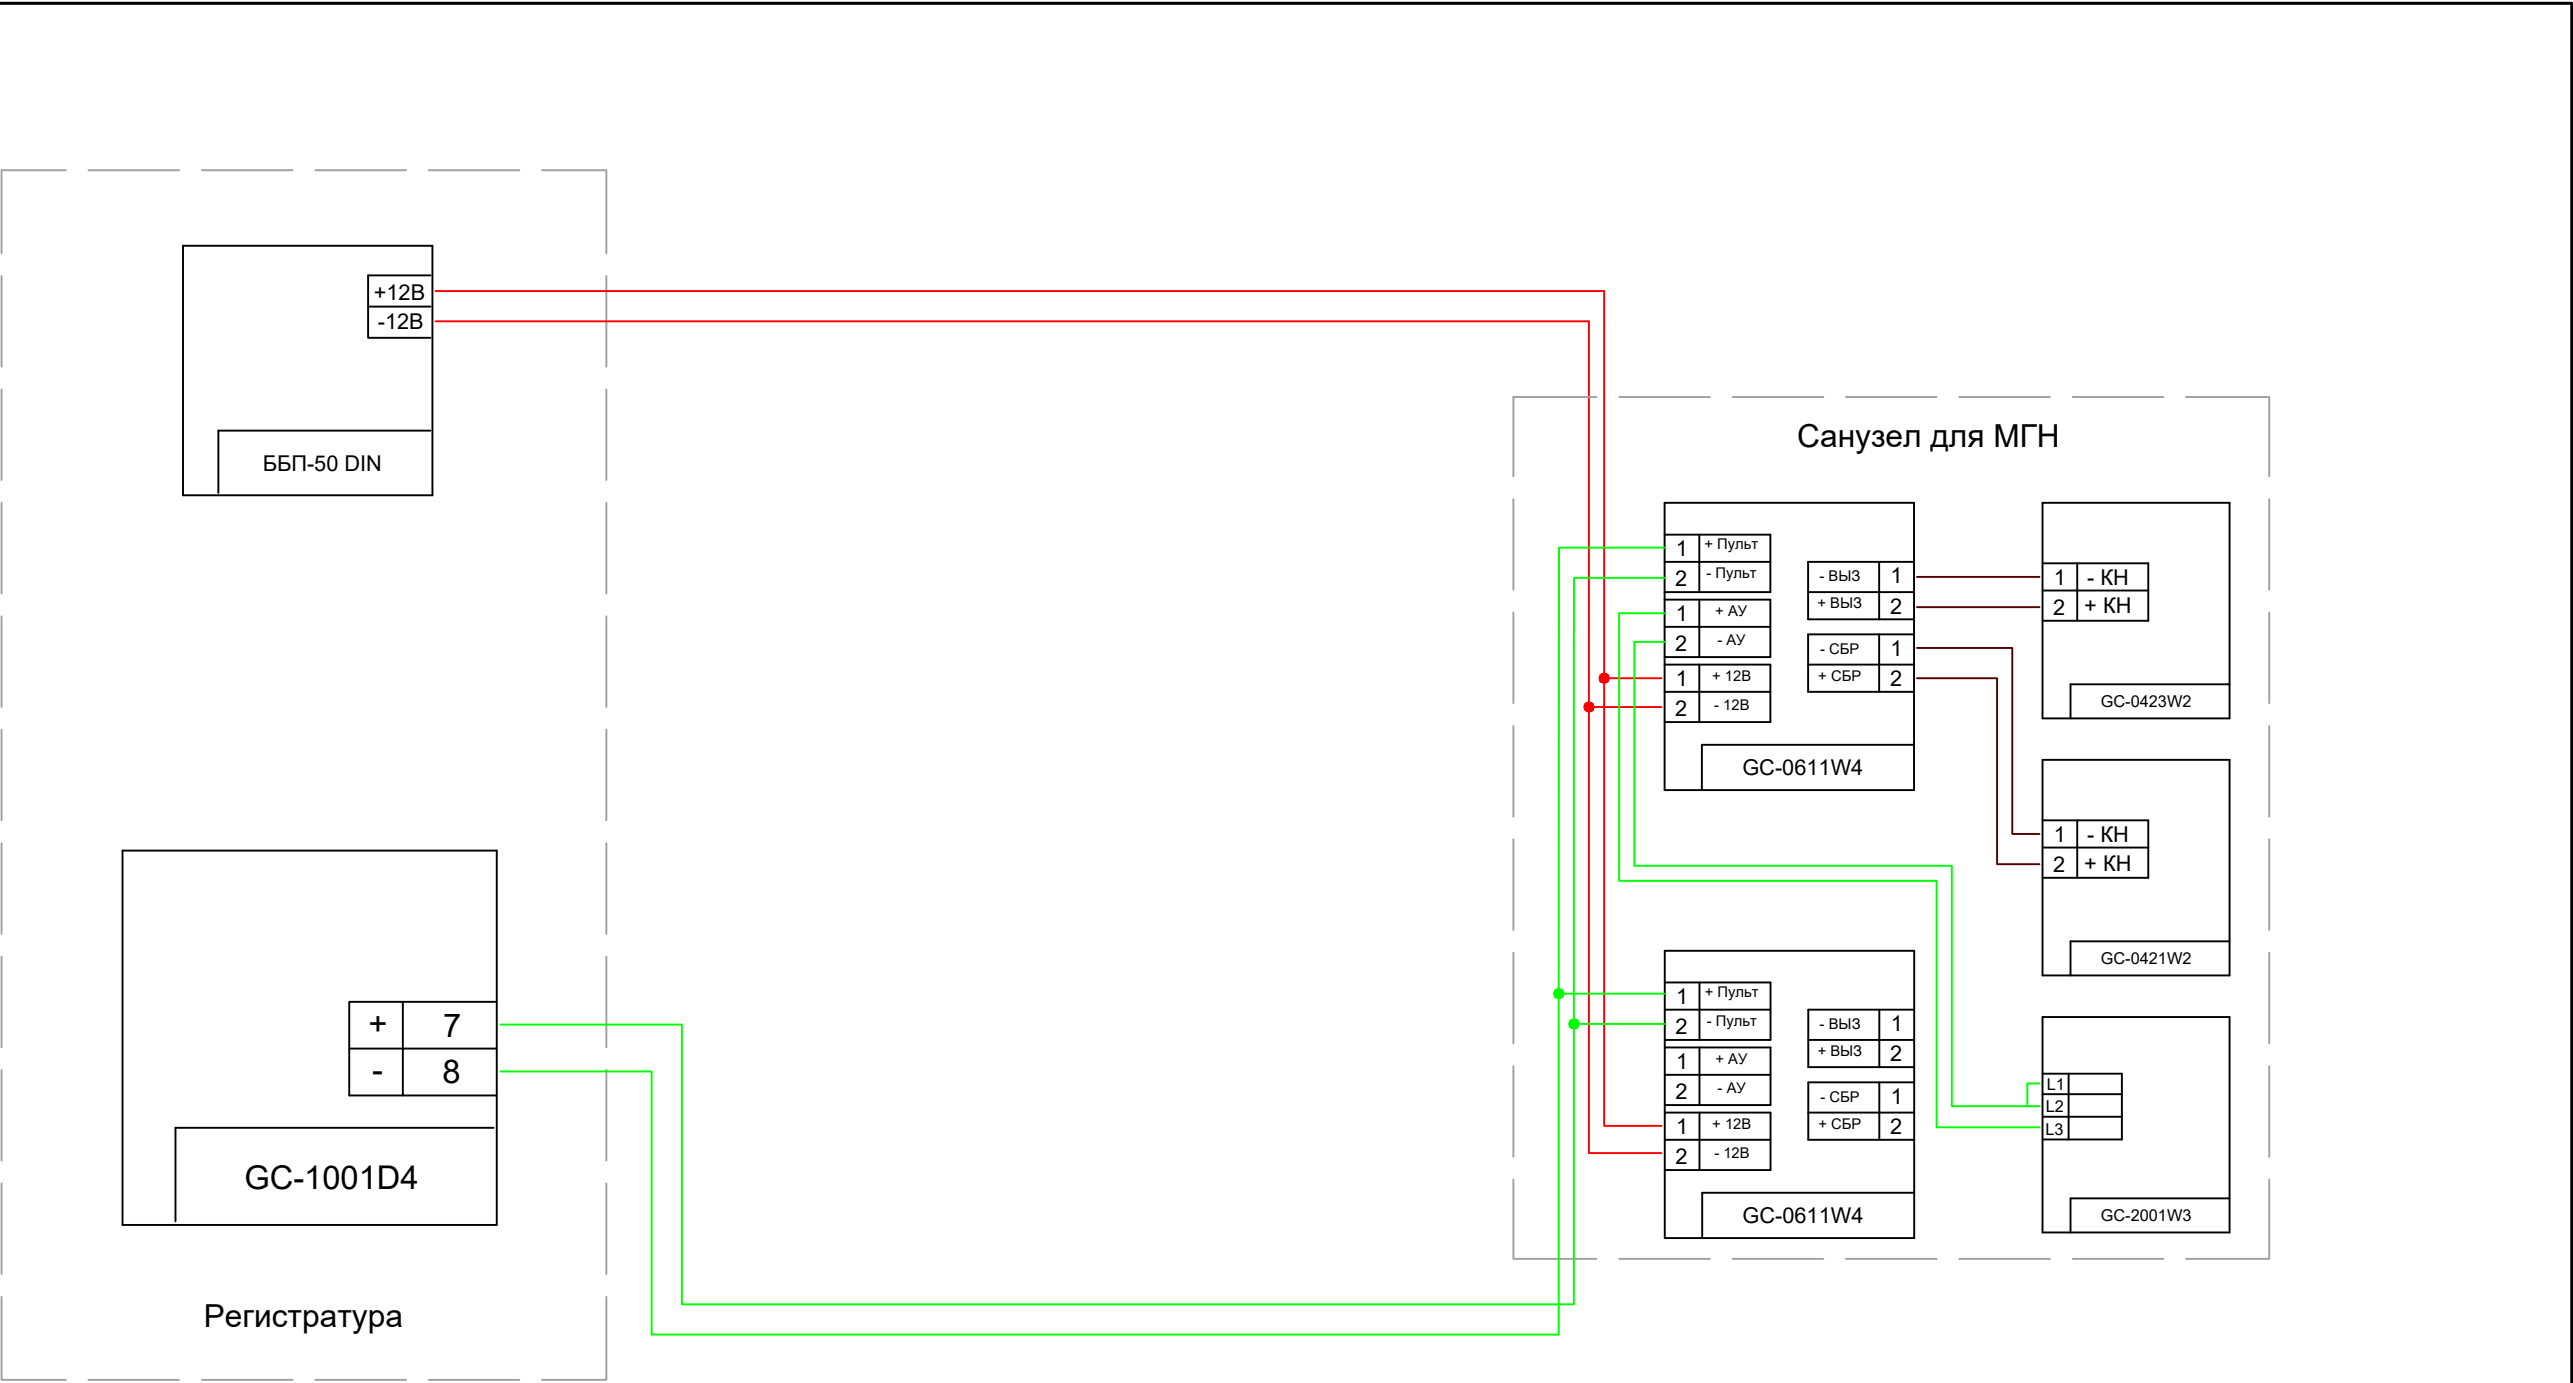 +12В
-12В
ББП-50 DIN
+ 7
- 8
GC-1001D4
Регистратура
Санузел для МГН
1 + Пульт
2 - Пульт
1 + АУ
2 - АУ
1 + 12В
2 - 12В
- ВЫЗ 1
+ ВЫЗ 2
- СБР 1
+ СБР 2
GC-0611W4
1 - КН
2 + КН
GC-0423W2
1 - КН
2 + КН
GC-0421W2
1 + Пульт
2 - Пульт
1 + АУ
2 - АУ
1 + 12В
2 - 12В
- ВЫЗ 1
+ ВЫЗ 2
- СБР 1
+ СБР 2
GC-0611W4
L1
L2
L3
GC-2001W3